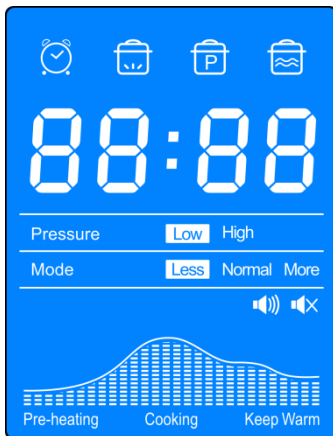 P
88:88
Pressure Low High
Mode Less Normal More
Pre-heating Cooking Keep Warm